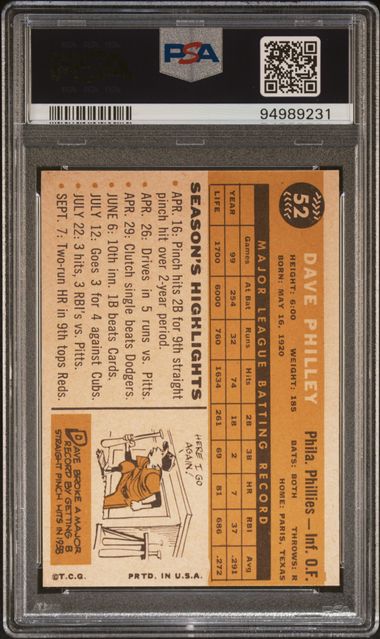 PSA
94989231
52
DAVE PHILLEY
Phila. Phillies — Inf. O.F.
HEIGHT: 6:00 WEIGHT: 185 BATS: BOTH THROWS: R
BORN: MAY 16, 1920 HOME: PARIS, TEXAS
MAJOR LEAGUE BATTING RECORD
YEAR Games At Bat Runs Hits 2B 3B HR RBI Avg
YEAR 99 254 32 74 18 2 7 37 .291
LIFE 1700 6000 760 1634 261 69 81 686 .272
SEASON'S HIGHLIGHTS
• APR. 16: Pinch hits 2B for 9th straight
pinch hit over 2-year period.
• APR. 26: Drives in 5 runs vs. Pitts.
• APR. 29: Clutch single beats Dodgers.
• JUNE 6: 10th inn. 1B beats Cards.
• JULY 12: Goes 3 for 4 against Cubs.
• JULY 22: 3 hits, 3 RBI's vs. Pitts.
• SEPT. 7: Two-run HR in 9th tops Reds.
HERE I GO
AGAIN!
DAVE BROKE A MAJOR
RECORD BY GETTING 8
STRAIGHT PINCH HITS IN 1958
©T.C.G. PRTD. IN U.S.A.